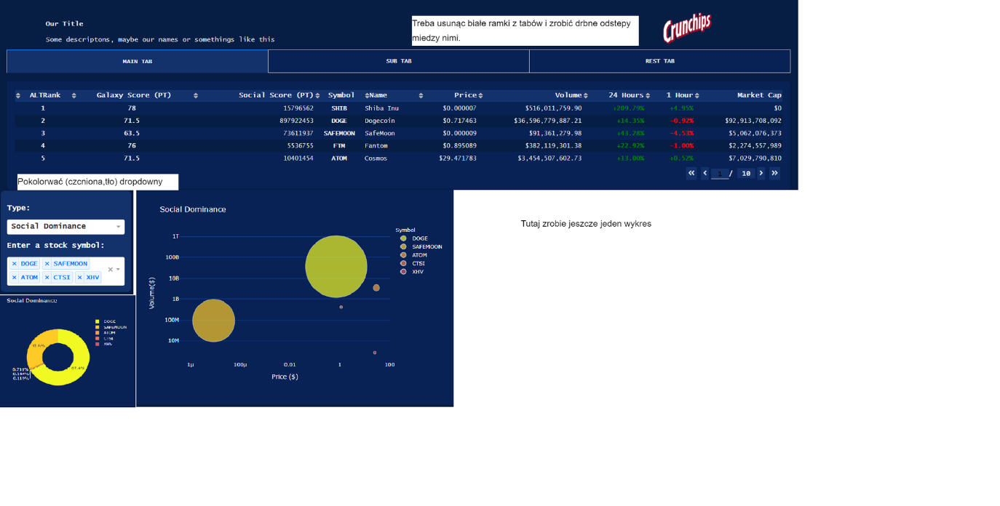 Our Title
Some descriptons, maybe our names or somethings like this
Treba usunąc białe ramki z tabów i zrobić drbne odstepy
miedzy nimi.
Crunchips
MAIN TAB SUB TAB REST TAB
ALTRank Galaxy Score (PT) Social Score (PT) Symbol Name Price Volume 24 Hours 1 Hour Market Cap
1 78 15796562 SHIB Shiba Inu $0.000007 $516,011,759.90 +209.79% +4.95% $0
2 71.5 897922453 DOGE Dogecoin $0.717463 $36,596,779,887.21 +14.35% -0.92% $92,913,708,092
3 63.5 73611937 SAFEMOON SafeMoon $0.000009 $91,361,279.98 +43.28% -4.53% $5,062,076,373
4 76 5536755 FTM Fantom $0.895089 $382,119,301.38 +22.92% -1.00% $2,274,557,989
5 71.5 10401454 ATOM Cosmos $29.471783 $3,454,507,602.73 +13.00% +0.52% $7,029,790,810
1 / 10
Pokolorwać (czcniona,tło) dropdowny
Type:
Social Dominance
Enter a stock symbol:
× DOGE × SAFEMOON
× ATOM × CTSI × XHV
Social Dominance
DOGE
SAFEMOON
ATOM
CTSI
XHV
0.144%
0.119%
Social Dominance
Symbol
DOGE
SAFEMOON
ATOM
CTSI
XHV
1T
100B
10B
1B
100M
10M
Volume($)
1μ 100μ 0.01 1 100
Price ($)
Tutaj zrobie jeszcze jeden wykres